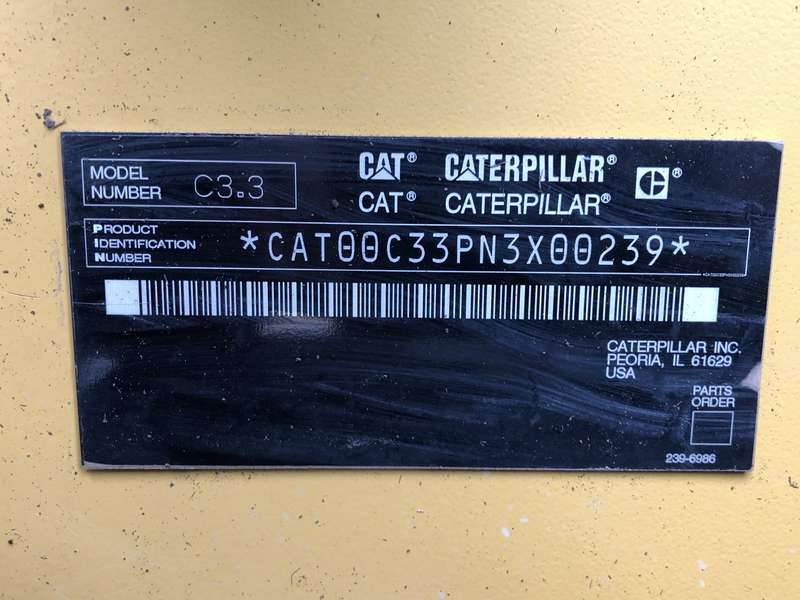 MODEL NUMBER C3.3
CAT® CATERPILLAR® C®
CAT® CATERPILLAR®
PRODUCT
IDENTIFICATION
NUMBER
*CAT00C33PN3X00239*
*CAT00C33PN3X00239*
CATERPILLAR INC.
PEORIA, IL 61629
USA
PARTS
ORDER
239-6986